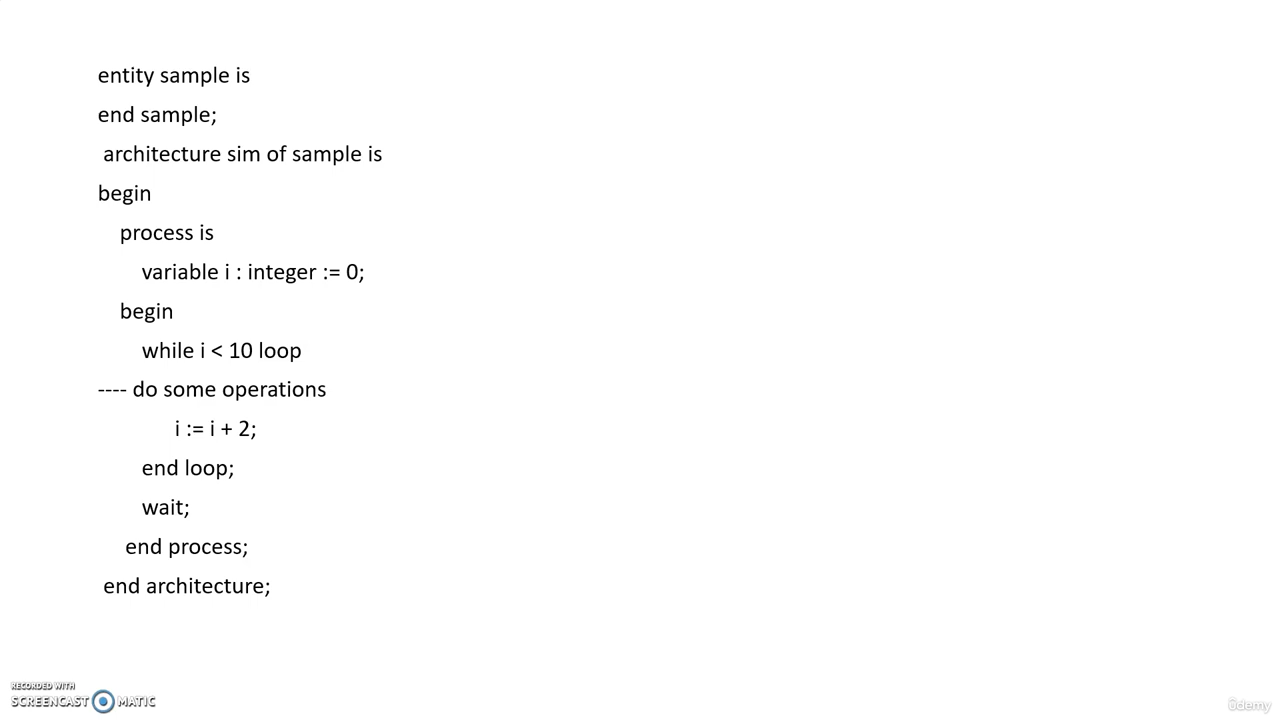 entity sample is
end sample;
architecture sim of sample is
begin
process is
variable i : integer := 0;
begin
while i < 10 loop
---- do some operations
i := i + 2;
end loop;
wait;
end process;
end architecture;
RECORDED WITH
SCREENCAST MATIC
ûdemy